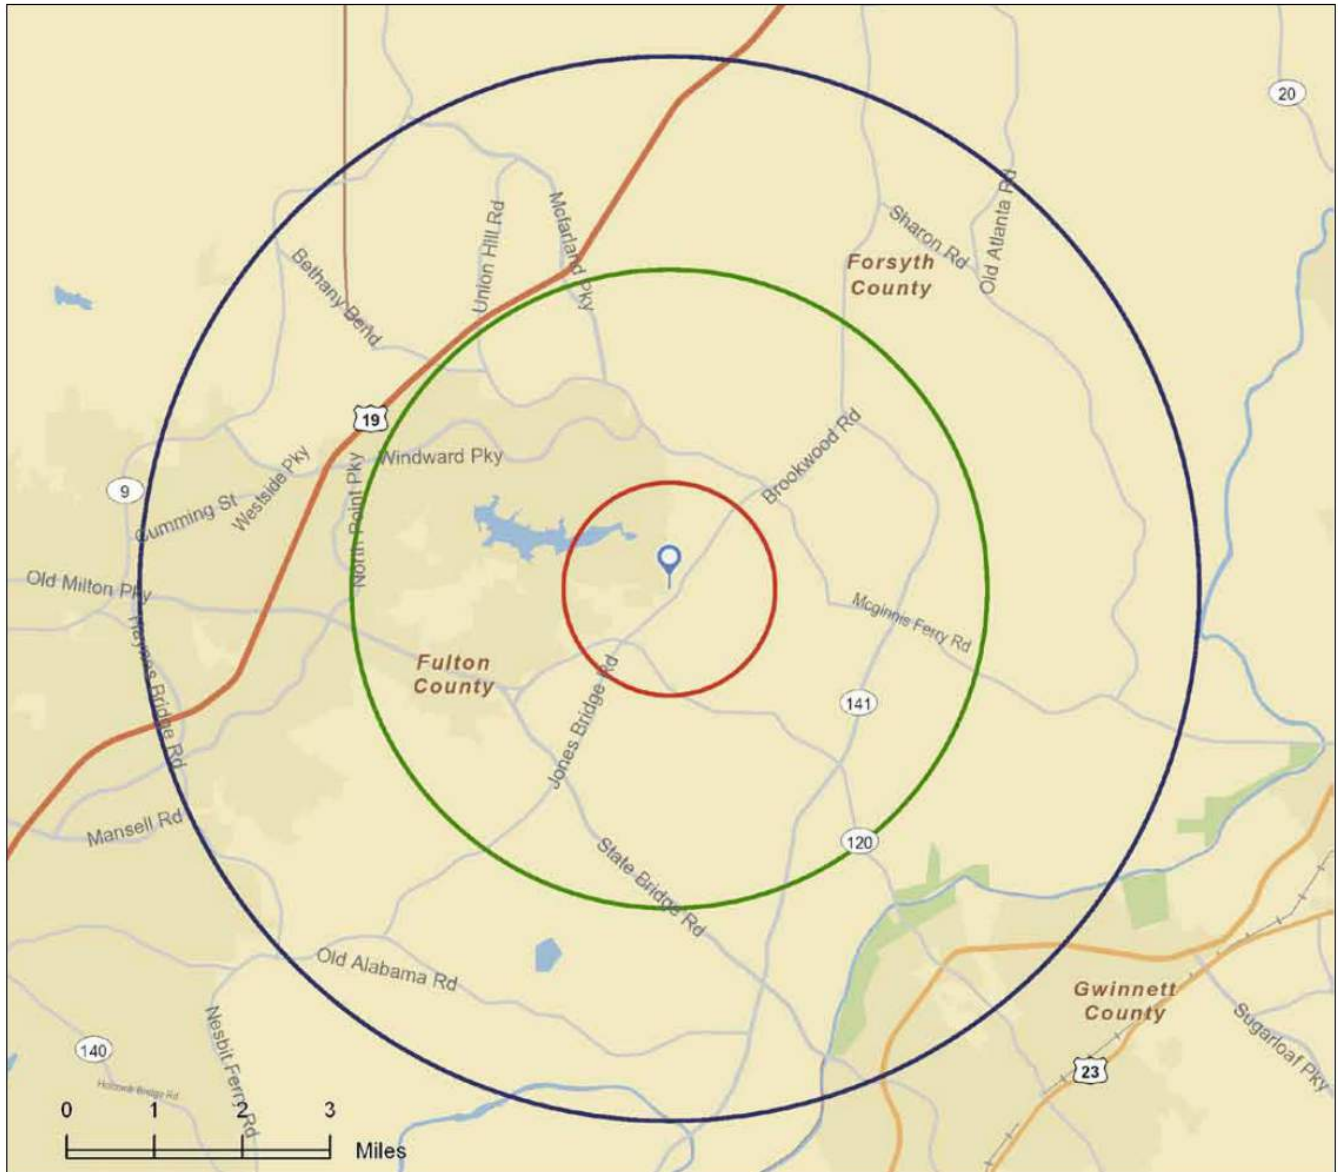 20
Sharon Rd
Old Atlanta Rd
Union Hill Rd
Mcfarland Pky
Forsyth
County
Bethany Bend
19
Windward Pky
Brookwood Rd
9
Westside Pky
Cumming St
North Point Pky
Old Milton Pky
Mcginnis Ferry Rd
Haynes Bridge Rd
Fulton
County
Jones Bridge Rd
141
Mansell Rd
120
State Bridge Rd
Old Alabama Rd
Gwinnett
County
Sugarloaf Pky
Nesbit Ferry Rd
140
23
Holcomb Bridge Rd
0 1 2 3
Miles